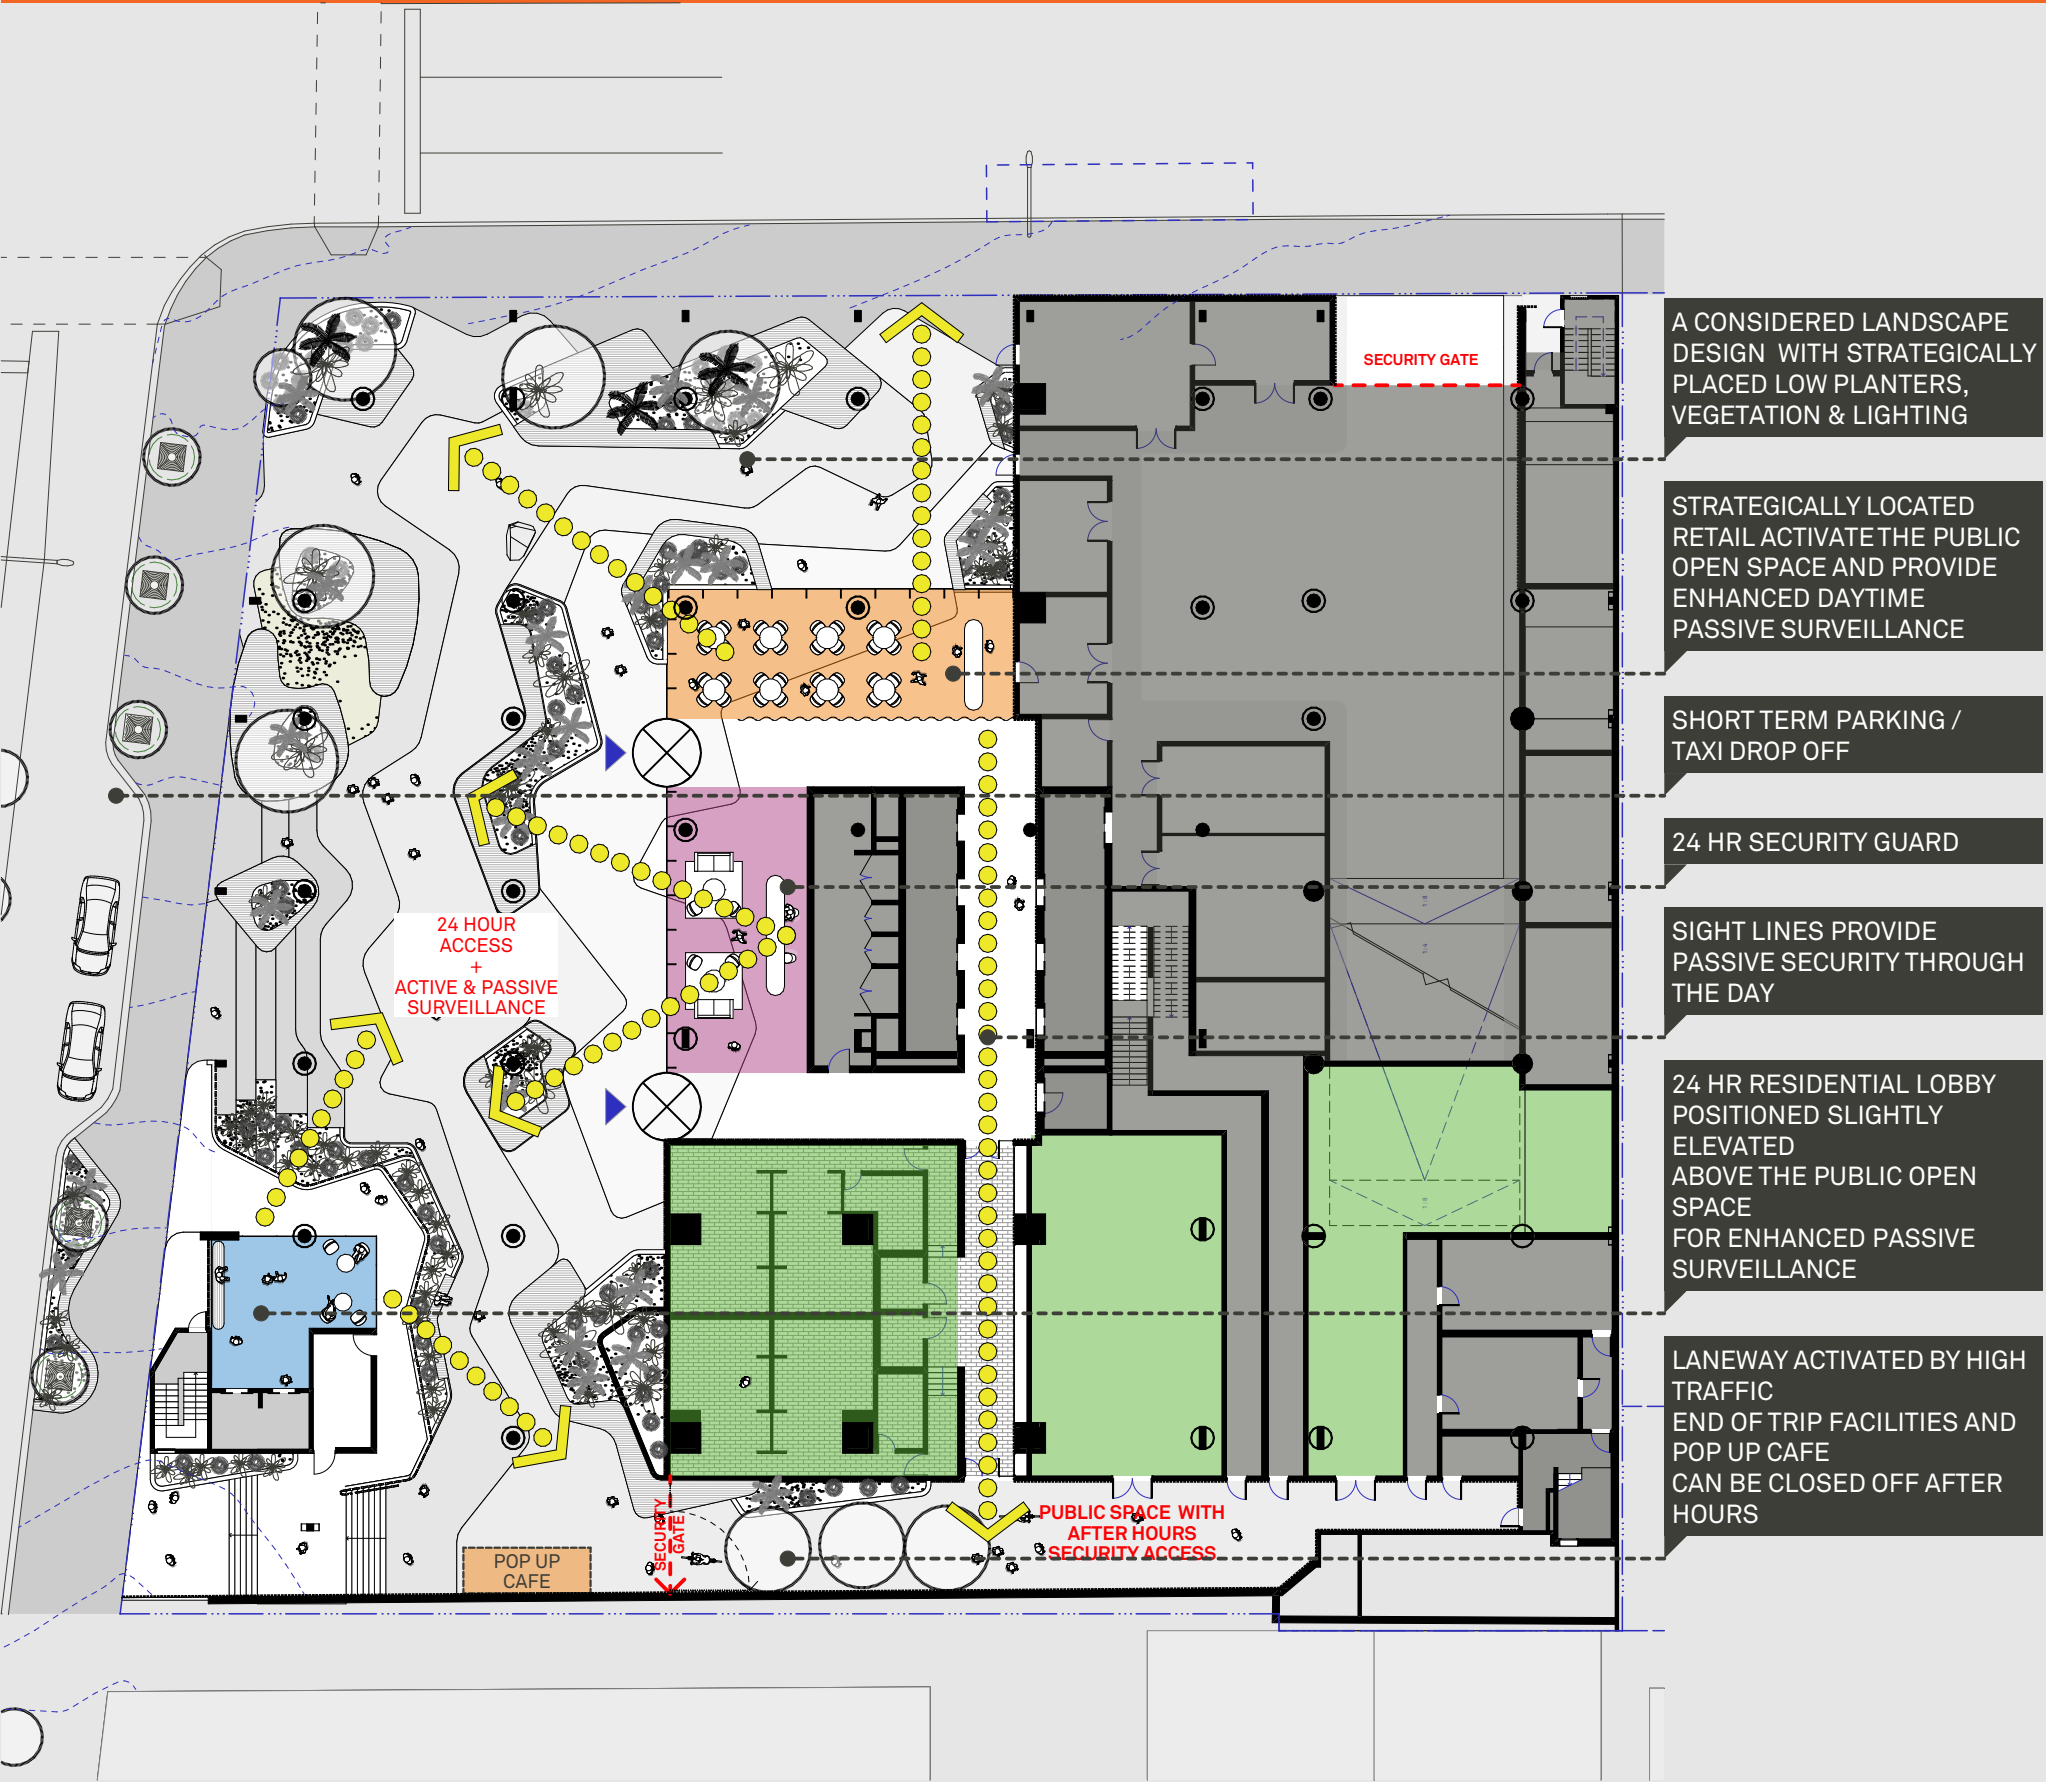 SECURITY GATE
A CONSIDERED LANDSCAPE
DESIGN WITH STRATEGICALLY
PLACED LOW PLANTERS,
VEGETATION & LIGHTING
STRATEGICALLY LOCATED
RETAIL ACTIVATE THE PUBLIC
OPEN SPACE AND PROVIDE
ENHANCED DAYTIME
PASSIVE SURVEILLANCE
SHORT TERM PARKING /
TAXI DROP OFF
24 HR SECURITY GUARD
SIGHT LINES PROVIDE
PASSIVE SECURITY THROUGH
THE DAY
24 HOUR
ACCESS
+
ACTIVE & PASSIVE
SURVEILLANCE
24 HR RESIDENTIAL LOBBY
POSITIONED SLIGHTLY
ELEVATED
ABOVE THE PUBLIC OPEN
SPACE
FOR ENHANCED PASSIVE
SURVEILLANCE
LANEWAY ACTIVATED BY HIGH
TRAFFIC
END OF TRIP FACILITIES AND
POP UP CAFE
CAN BE CLOSED OFF AFTER
HOURS
SECURITY
GATE
PUBLIC SPACE WITH
AFTER HOURS
SECURITY ACCESS
POP UP
CAFE